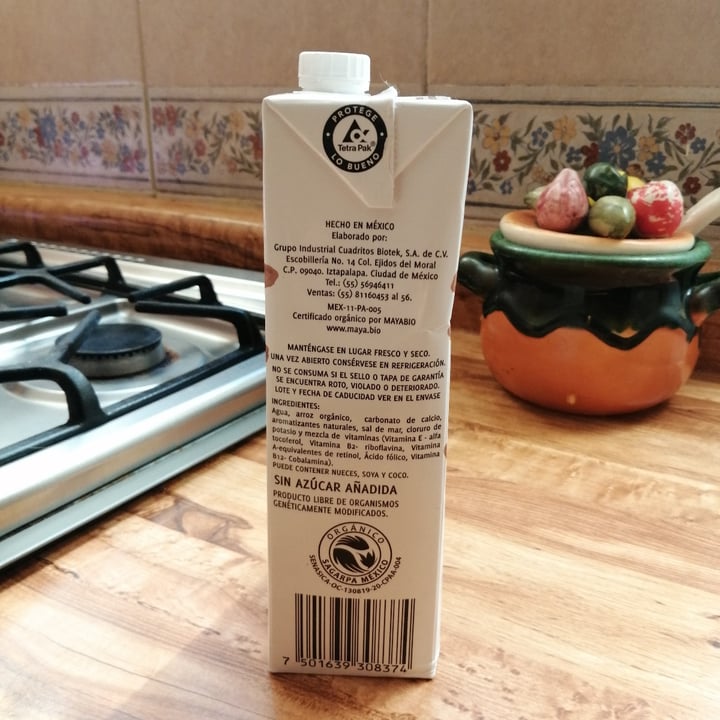 PROTEGE
Tetra Pak®
LO BUENO
HECHO EN MÉXICO
Elaborado por:
Grupo Industrial Cuadritos Biotek, S.A. de C.V.
Escobillería No. 14 Col. Ejidos del Moral
C.P. 09040. Iztapalapa. Ciudad de México
Tel.: (55) 56946411
Ventas: (55) 81160453 al 56.
MEX-11-PA-005
Certificado orgánico por MAYABIO
www.maya.bio
MANTÉNGASE EN LUGAR FRESCO Y SECO.
UNA VEZ ABIERTO CONSÉRVESE EN REFRIGERACIÓN.
NO SE CONSUMA SI EL SELLO O TAPA DE GARANTÍA
SE ENCUENTRA ROTO, VIOLADO O DETERIORADO.
LOTE Y FECHA DE CADUCIDAD VER EN EL ENVASE
INGREDIENTES:
Agua, arroz orgánico, carbonato de calcio,
aromatizantes naturales, sal de mar, cloruro de
potasio y mezcla de vitaminas (Vitamina E - alfa
tocoferol, Vitamina B2- riboflavina, Vitamina
A-equivalentes de retinol, Ácido fólico, Vitamina
B12- Cobalamina).
PUEDE CONTENER NUECES, SOYA Y COCO.
SIN AZÚCAR AÑADIDA
PRODUCTO LIBRE DE ORGANISMOS
GENÉTICAMENTE MODIFICADOS.
ORGÁNICO
SAGARPA MÉXICO
SENASICA-OC-130819-20-CPAA-004
7 501639 308374